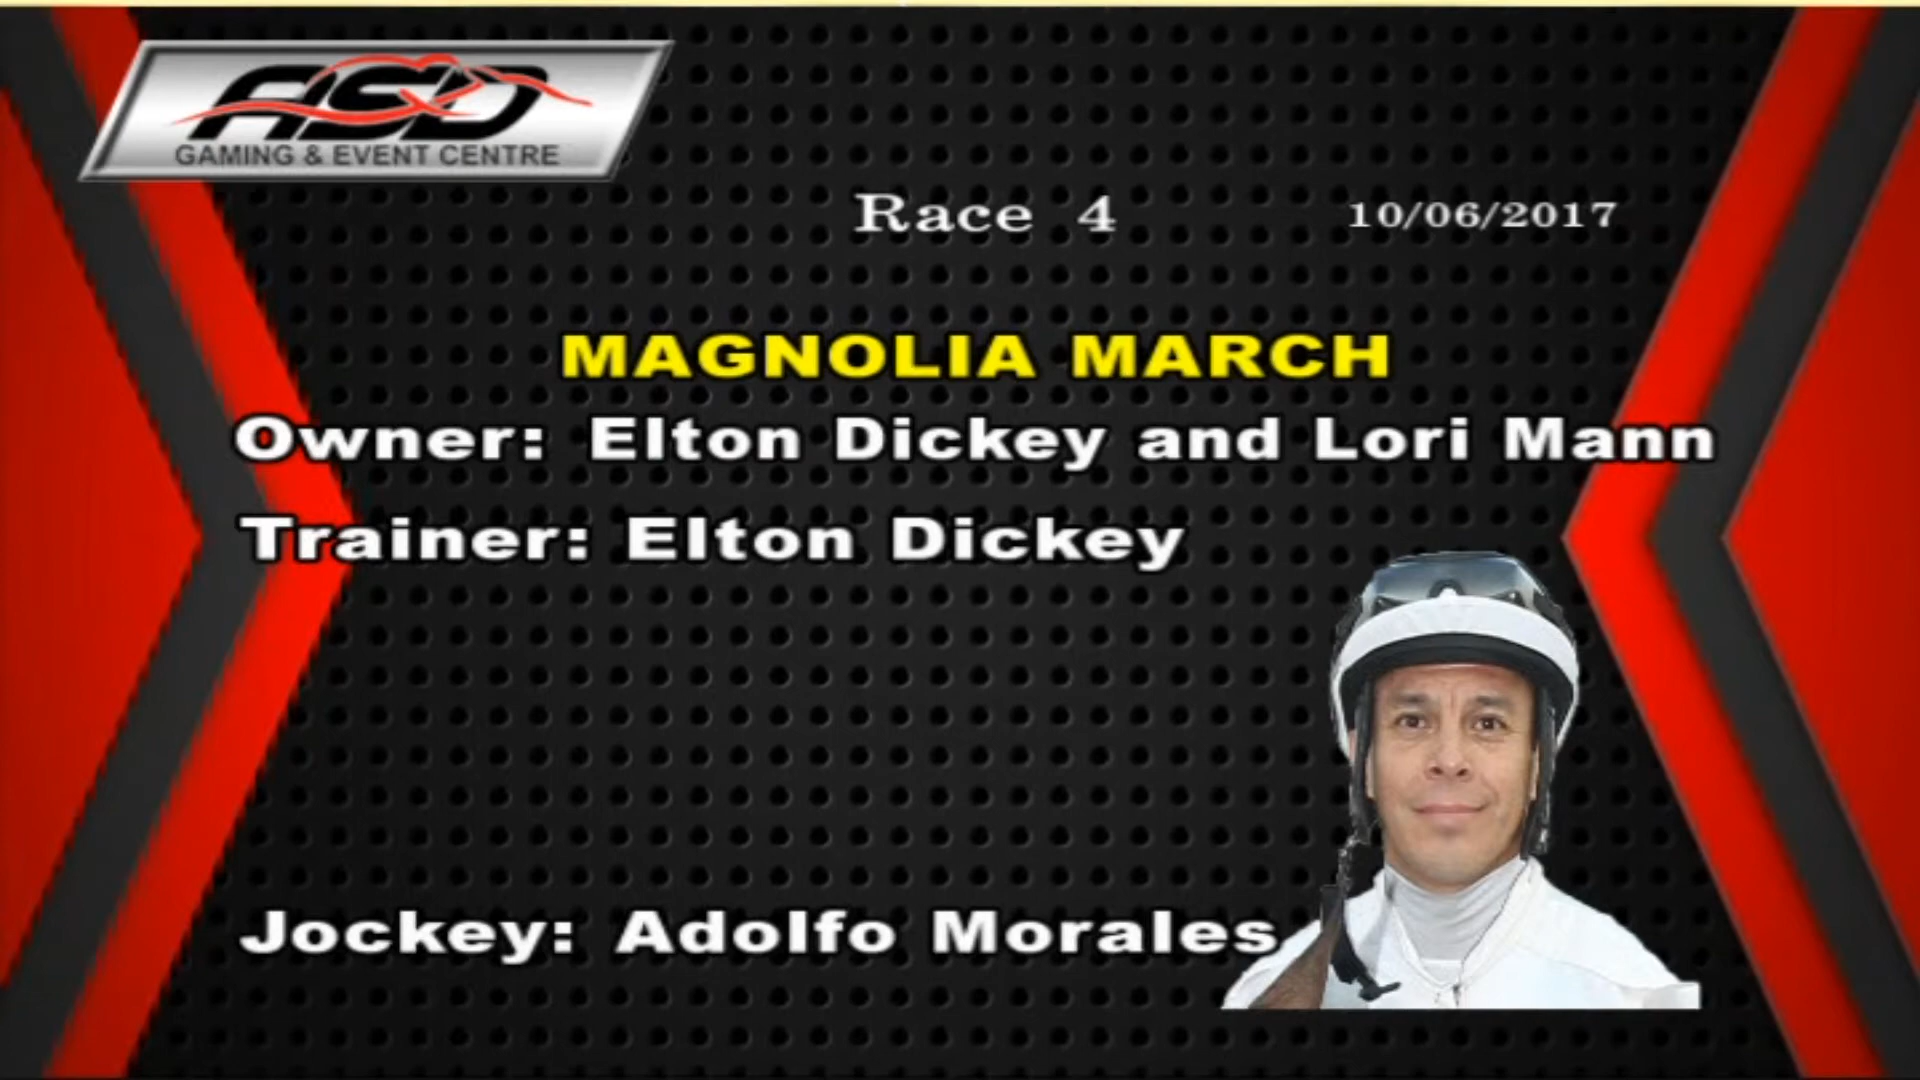 ASD
GAMING & EVENT CENTRE
Race 4
10/06/2017
MAGNOLIA MARCH
Owner: Elton Dickey and Lori Mann
Trainer: Elton Dickey
Jockey: Adolfo Morales